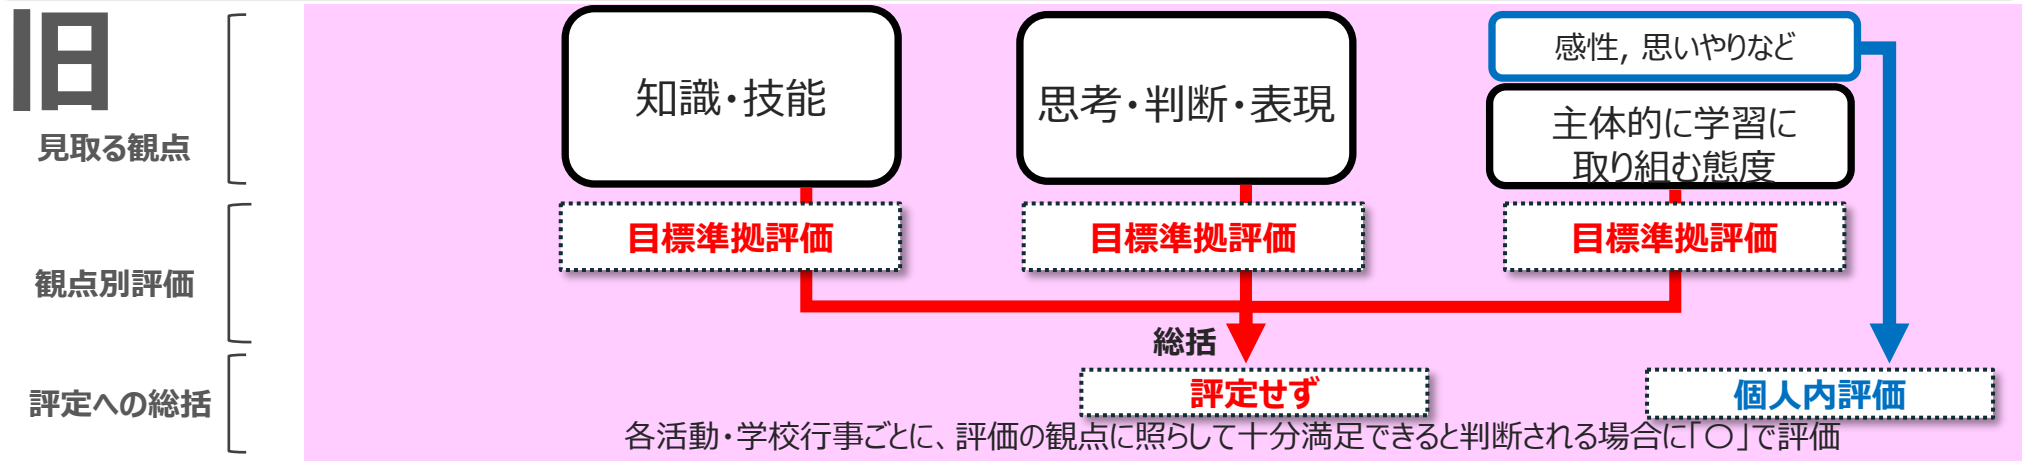 旧
見取る観点
知識・技能
思考・判断・表現
感性, 思いやりなど
主体的に学習に
取り組む態度
観点別評価
目標準拠評価
目標準拠評価
目標準拠評価
総括
評定への総括
評定せず
個人内評価
各活動・学校行事ごとに、評価の観点に照らして十分満足できると判断される場合に「〇」で評価